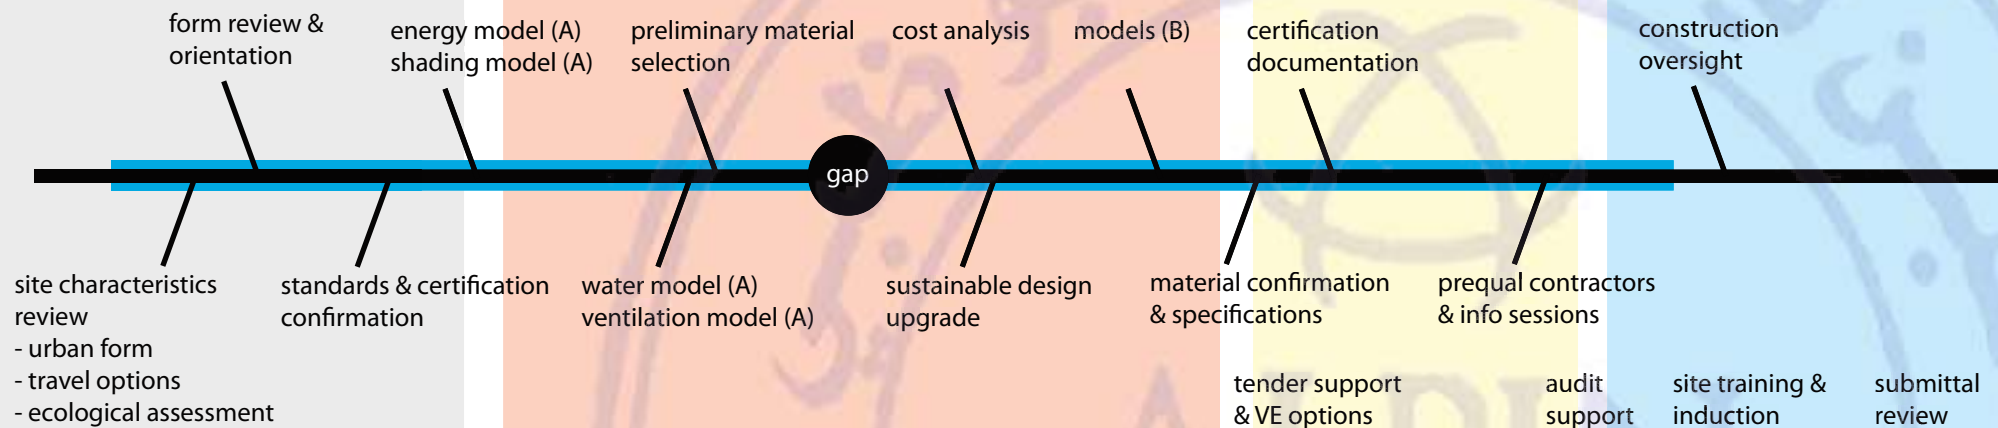 form review &
orientation
energy model (A)
shading model (A)
preliminary material
selection
cost analysis
models (B)
certification
documentation
construction
oversight
gap
site characteristics
review
- urban form
- travel options
- ecological assessment
standards & certification
confirmation
water model (A)
ventilation model (A)
sustainable design
upgrade
material confirmation
& specifications
prequal contractors
& info sessions
tender support
& VE options
audit
support
site training &
induction
submittal
review